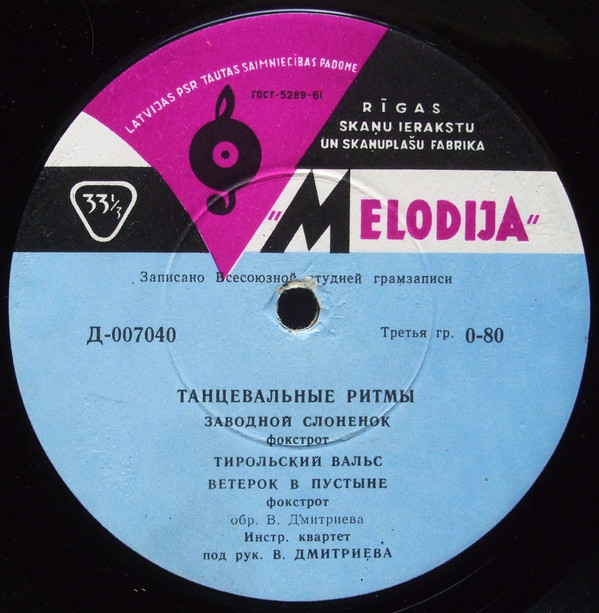 LATVIJAS PSR TAUTAS SAIMNIECĪBAS PADOME
ГОСТ-5289-61
RĪGAS
SKAŅU IERAKSTU
UN SKAŅUPLAŠU FABRIKA
33⅓
"MELODIJA"
Записано Всесоюзной студией грамзаписи
Д-007040
Третья гр. 0-80
ТАНЦЕВАЛЬНЫЕ РИТМЫ
ЗАВОДНОЙ СЛОНЕНОК
фокстрот
ТИРОЛЬСКИЙ ВАЛЬС
ВЕТЕРОК В ПУСТЫНЕ
фокстрот
обр. В. Дмитриева
Инстр. квартет
под рук. В. ДМИТРИЕВА